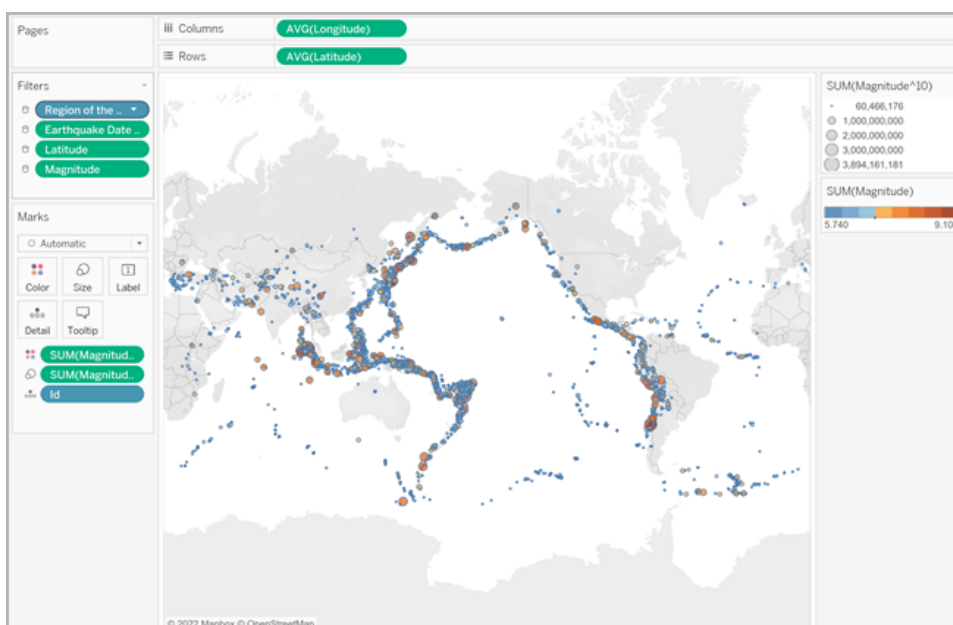 Pages
Columns
AVG(Longitude)
Rows
AVG(Latitude)
Filters
Region of the ..
Earthquake Date ..
Latitude
Magnitude
Marks
Automatic
Color
Size
Label
Detail
Tooltip
SUM(Magnitud..
SUM(Magnitud..
Id
SUM(Magnitude^10)
60,466,176
1,000,000,000
2,000,000,000
3,000,000,000
3,894,161,181
SUM(Magnitude)
5.740
9.10
© 2022 Mapbox © OpenStreetMap